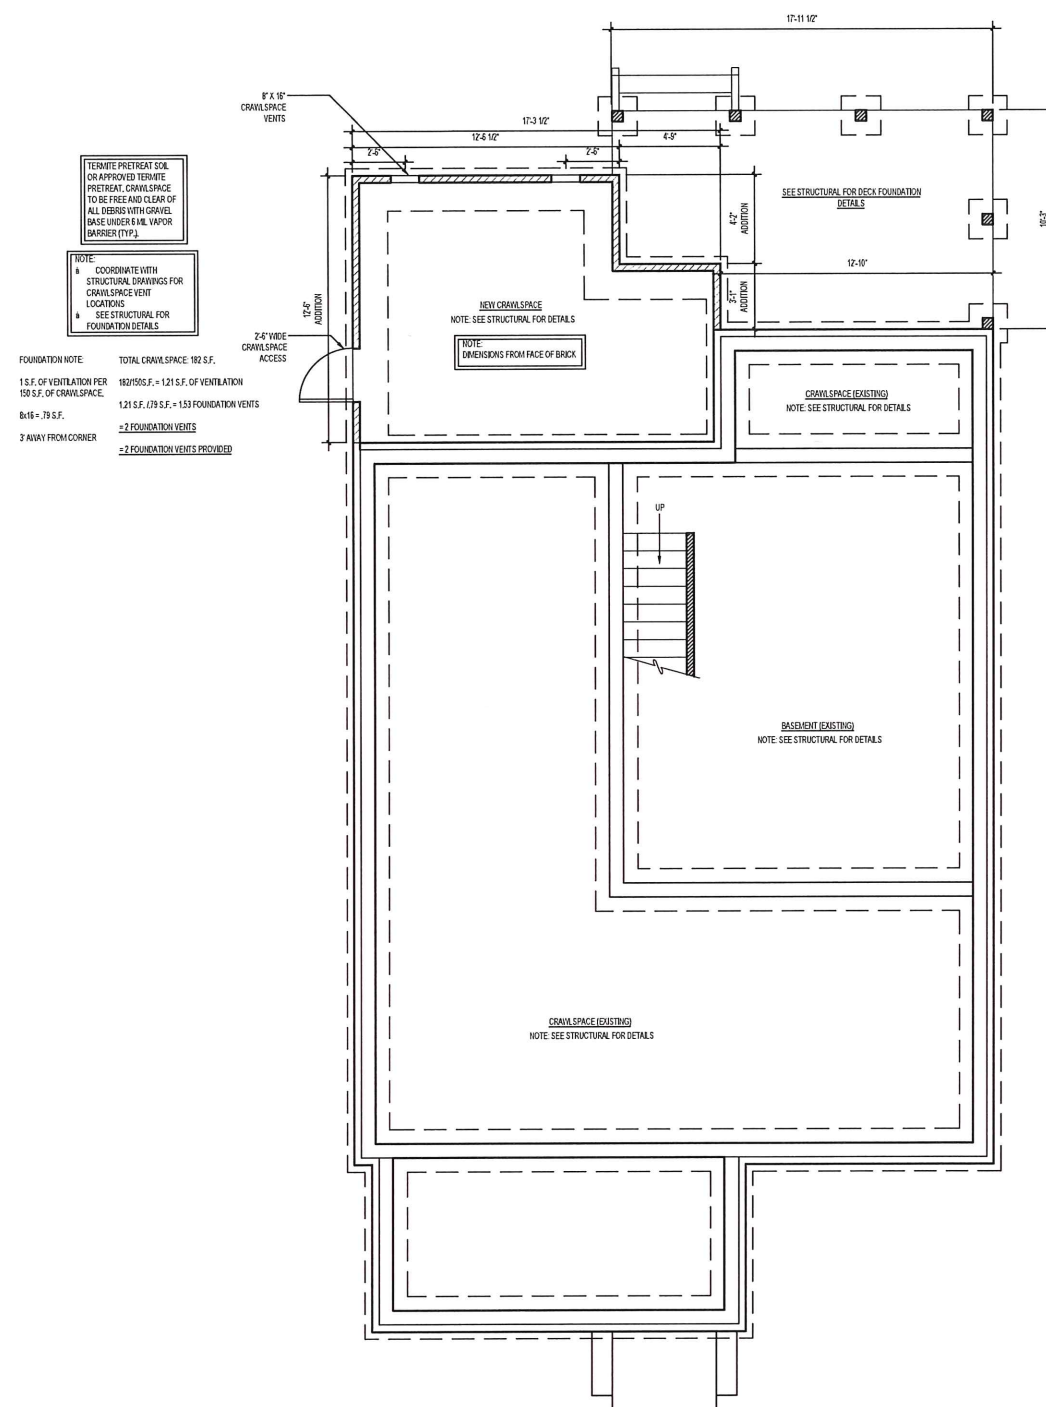 17'-11 1/2"
8" X 16"
CRAWLSPACE
VENTS
17'-3 1/2"
12'-6 1/2"
4'-9"
2'-6"
2'-6"
TERMITE PRETREAT SOIL
OR APPROVED TERMITE
PRETREAT. CRAWLSPACE
TO BE FREE AND CLEAR OF
ALL DEBRIS WITH GRAVEL
BASE UNDER 6 MIL VAPOR
BARRIER (TYP.).
SEE STRUCTURAL FOR DECK FOUNDATION
DETAILS
4'-2"
ADDITION
10'-3"
NOTE:
COORDINATE WITH
STRUCTURAL DRAWINGS FOR
CRAWLSPACE VENT
LOCATIONS
SEE STRUCTURAL FOR
FOUNDATION DETAILS
12'-10"
3'-1"
ADDITION
12'-6"
ADDITION
NEW CRAWLSPACE
NOTE: SEE STRUCTURAL FOR DETAILS
2'-6" WIDE
CRAWLSPACE
ACCESS
NOTE:
DIMENSIONS FROM FACE OF BRICK
FOUNDATION NOTE:
1 S.F. OF VENTILATION PER
150 S.F. OF CRAWLSPACE.
8x16 = .79 S.F.
3' AWAY FROM CORNER
TOTAL CRAWLSPACE: 182 S.F.
182/150S.F. = 1.21 S.F. OF VENTILATION
1.21 S.F. /.79 S.F. = 1.53 FOUNDATION VENTS
= 2 FOUNDATION VENTS
= 2 FOUNDATION VENTS PROVIDED
CRAWLSPACE (EXISTING)
NOTE: SEE STRUCTURAL FOR DETAILS
UP
BASEMENT (EXISTING)
NOTE: SEE STRUCTURAL FOR DETAILS
CRAWLSPACE (EXISTING)
NOTE: SEE STRUCTURAL FOR DETAILS